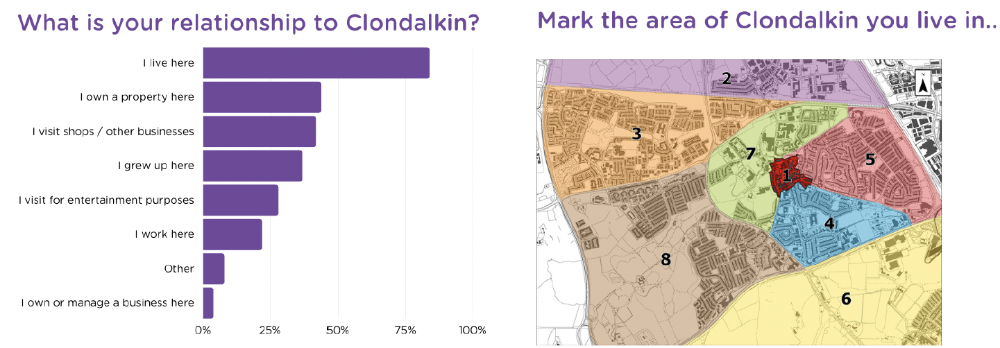 What is your relationship to Clondalkin?
I live here
I own a property here
I visit shops / other businesses
I grew up here
I visit for entertainment purposes
I work here
Other
I own or manage a business here
0% 25% 50% 75% 100%
Mark the area of Clondalkin you live in..
N
2
3
7
5
1
4
8
6